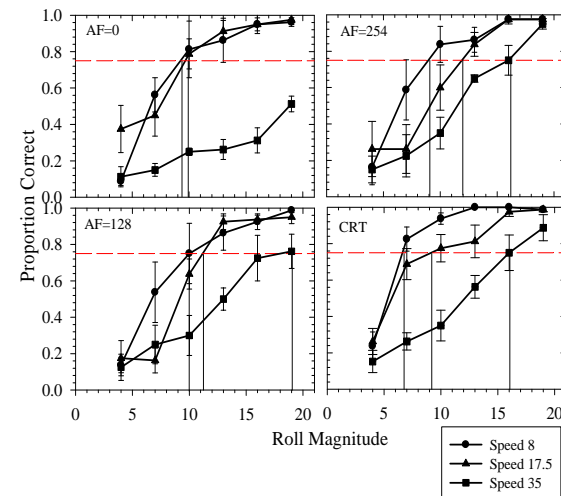 Proportion Correct
1.0
0.8
0.6
0.4
0.2
0.0
AF=0
AF=254
1.0
0.8
0.6
0.4
0.2
0.0
AF=128
CRT
0 5 10 15 20
0 5 10 15 20
Roll Magnitude
Speed 8
Speed 17.5
Speed 35